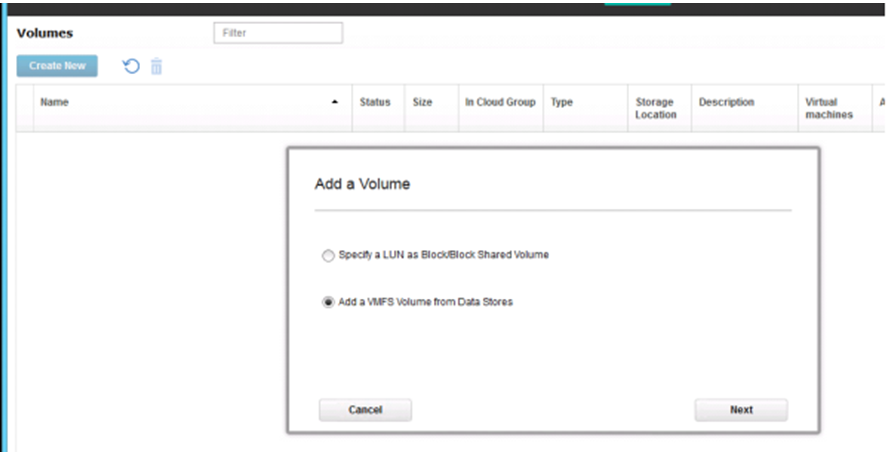 Volumes
Filter
Create New
Name
Status
Size
In Cloud Group
Type
Storage
Location
Description
Virtual
machines
A
Add a Volume
Specify a LUN as Block/Block Shared Volume
Add a VMFS Volume from Data Stores
Cancel
Next